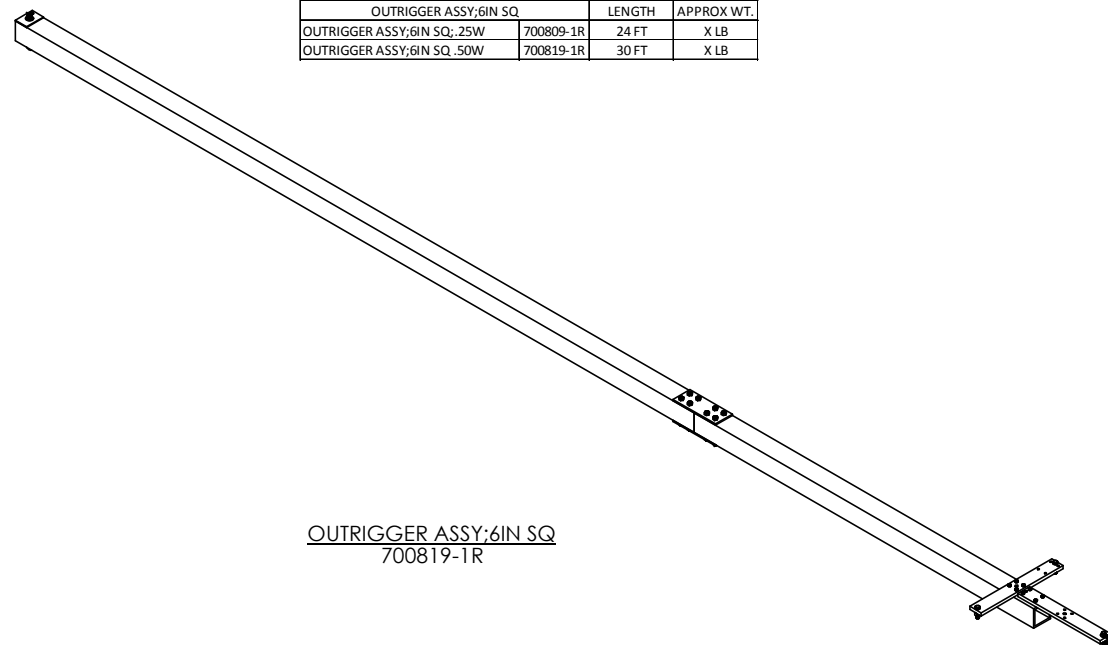 OUTRIGGER ASSY;6IN SQ LENGTH APPROX WT.
OUTRIGGER ASSY;6IN SQ;.25W 700809-1R 24 FT X LB
OUTRIGGER ASSY;6IN SQ .50W 700819-1R 30 FT X LB
OUTRIGGER ASSY;6IN SQ
700819-1R